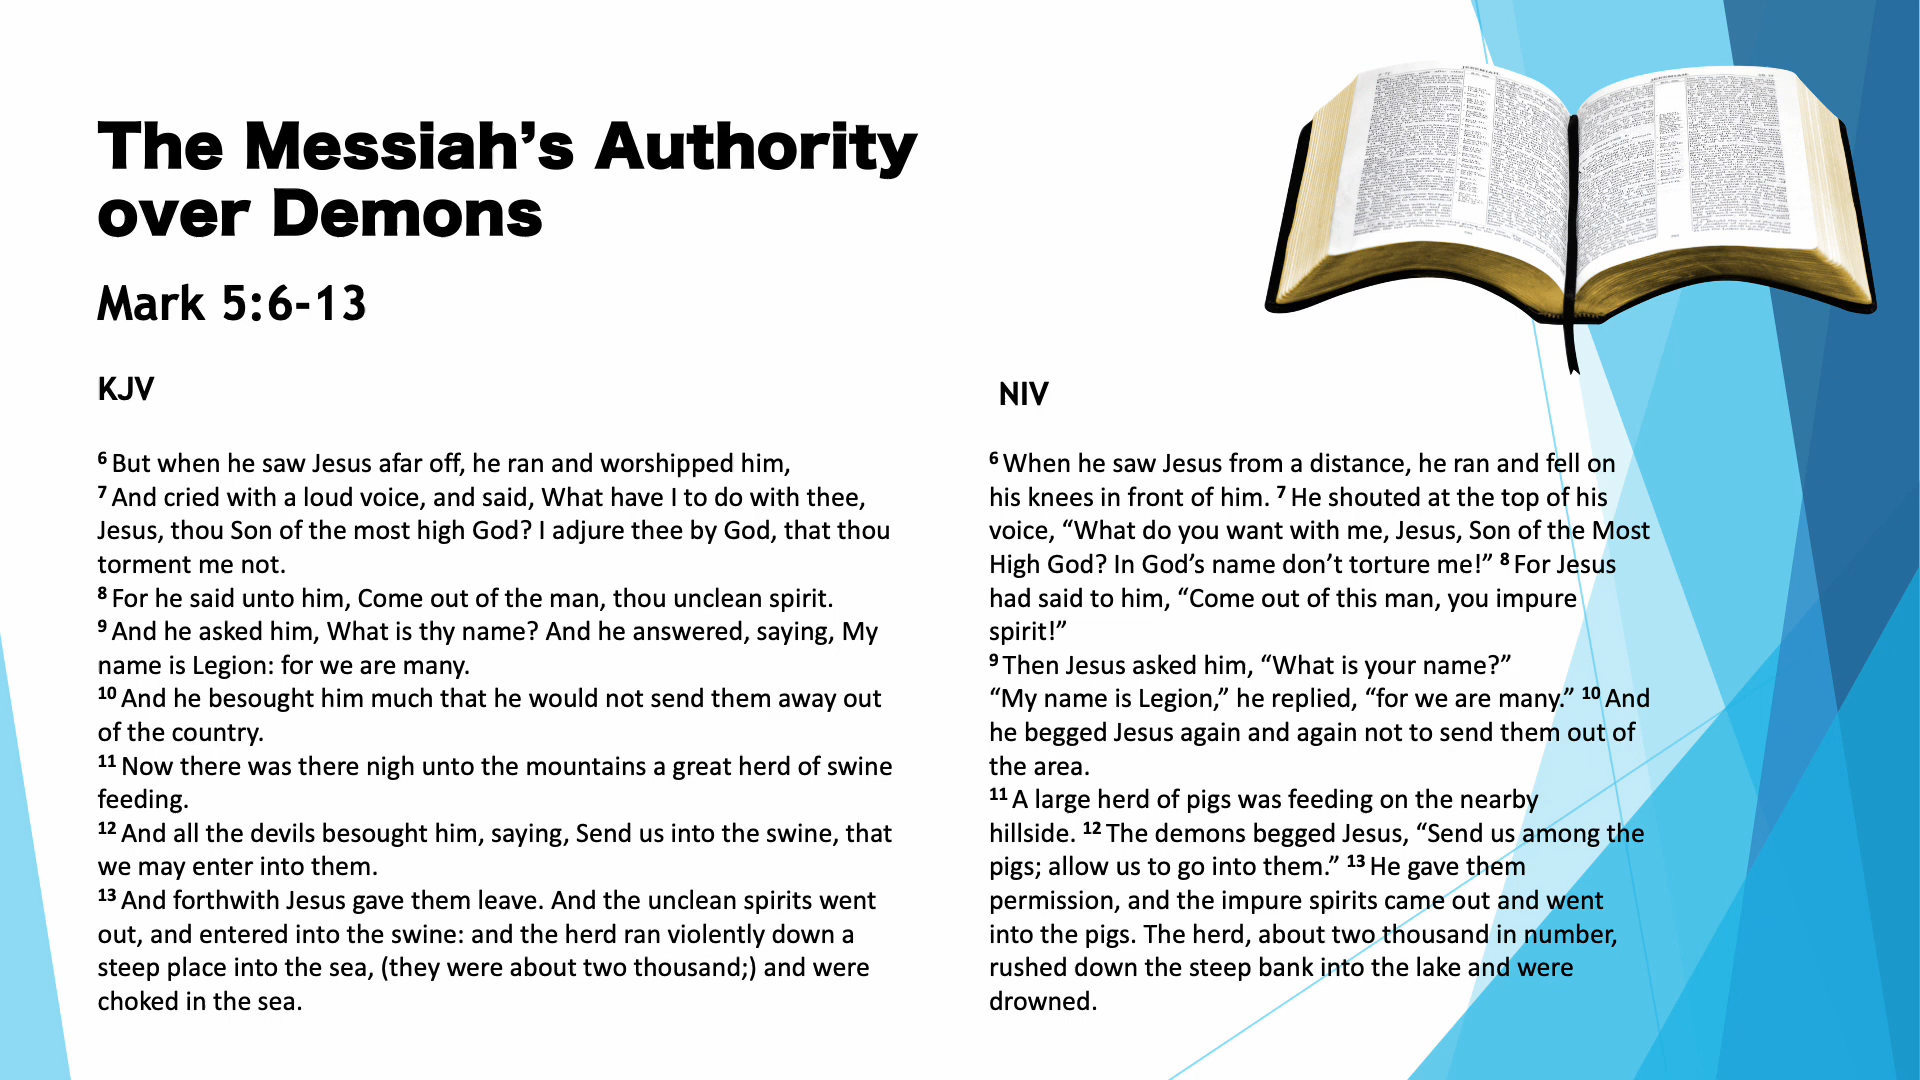 The Messiah’s Authority
over Demons
Mark 5:6-13
KJV
6 But when he saw Jesus afar off, he ran and worshipped him,
7 And cried with a loud voice, and said, What have I to do with thee,
Jesus, thou Son of the most high God? I adjure thee by God, that thou
torment me not.
8 For he said unto him, Come out of the man, thou unclean spirit.
9 And he asked him, What is thy name? And he answered, saying, My
name is Legion: for we are many.
10 And he besought him much that he would not send them away out
of the country.
11 Now there was there nigh unto the mountains a great herd of swine
feeding.
12 And all the devils besought him, saying, Send us into the swine, that
we may enter into them.
13 And forthwith Jesus gave them leave. And the unclean spirits went
out, and entered into the swine: and the herd ran violently down a
steep place into the sea, (they were about two thousand;) and were
choked in the sea.
NIV
6 When he saw Jesus from a distance, he ran and fell on
his knees in front of him. 7 He shouted at the top of his
voice, “What do you want with me, Jesus, Son of the Most
High God? In God’s name don’t torture me!” 8 For Jesus
had said to him, “Come out of this man, you impure
spirit!”
9 Then Jesus asked him, “What is your name?”
“My name is Legion,” he replied, “for we are many.” 10 And
he begged Jesus again and again not to send them out of
the area.
11 A large herd of pigs was feeding on the nearby
hillside. 12 The demons begged Jesus, “Send us among the
pigs; allow us to go into them.” 13 He gave them
permission, and the impure spirits came out and went
into the pigs. The herd, about two thousand in number,
rushed down the steep bank into the lake and were
drowned.
JEREMIAH
JEREMIAH